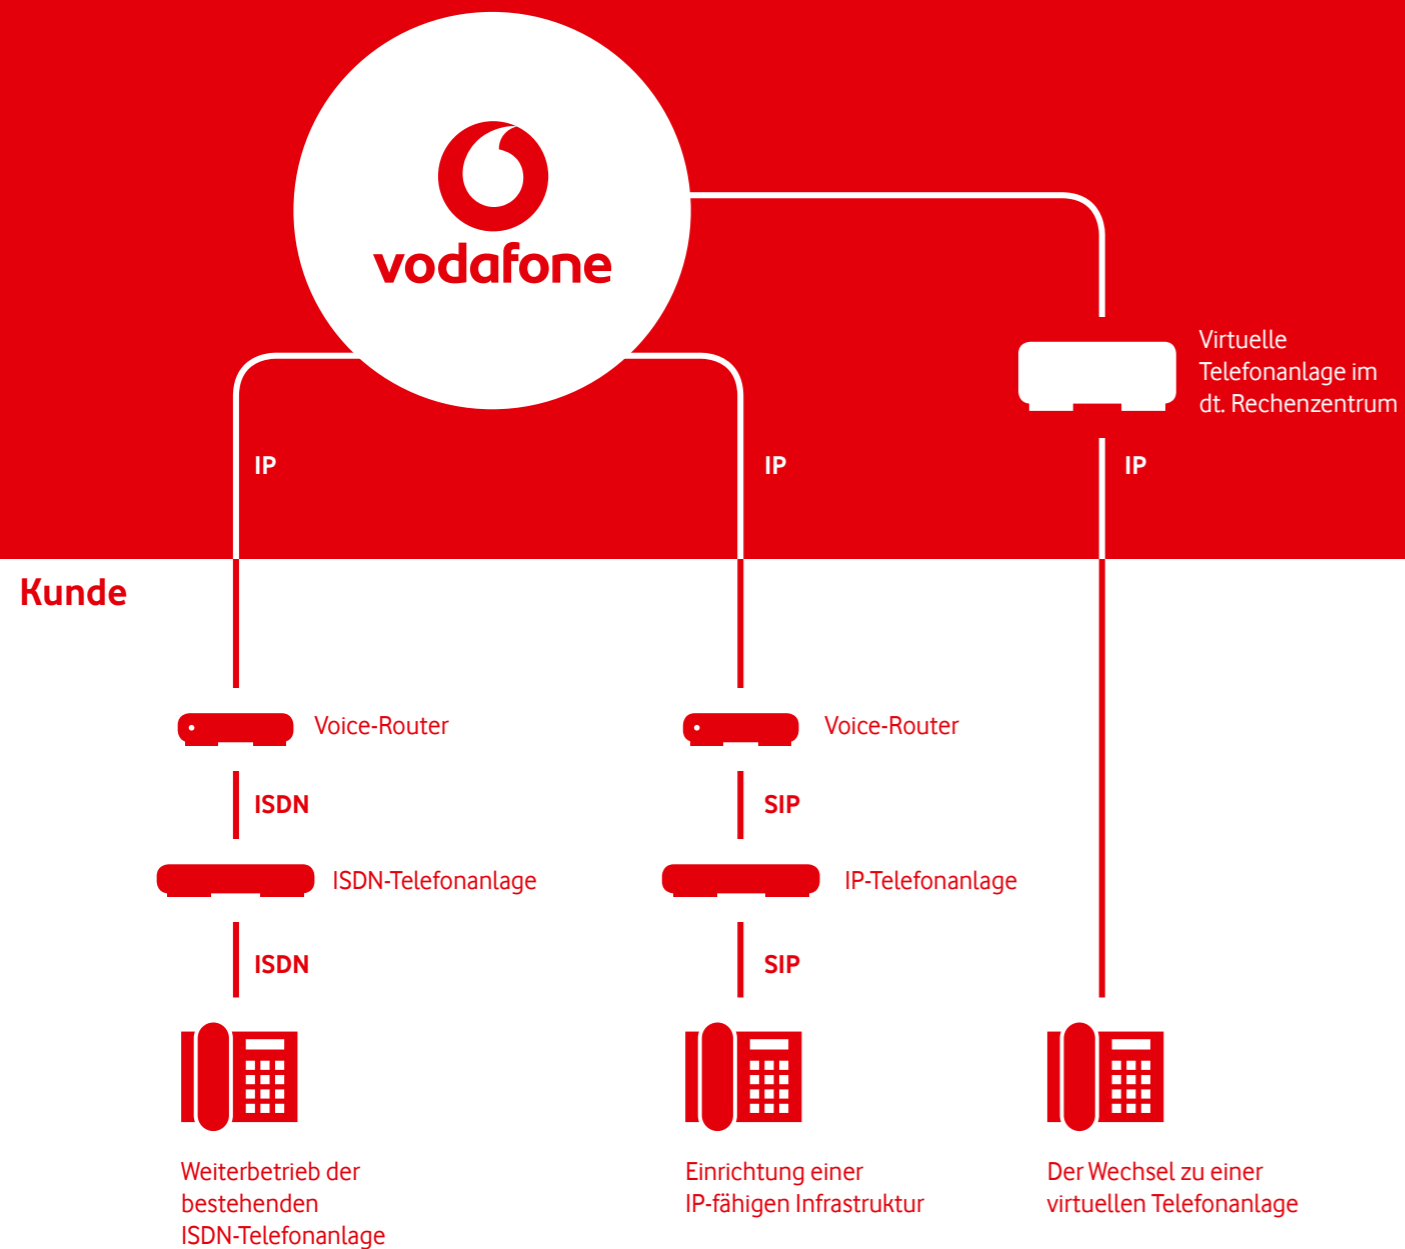 vodafone
Virtuelle
Telefonanlage im
dt. Rechenzentrum
IP
IP
IP
Kunde
Voice-Router
Voice-Router
ISDN
SIP
ISDN-Telefonanlage
IP-Telefonanlage
ISDN
SIP
Weiterbetrieb der
bestehenden
ISDN-Telefonanlage
Einrichtung einer
IP-fähigen Infrastruktur
Der Wechsel zu einer
virtuellen Telefonanlage